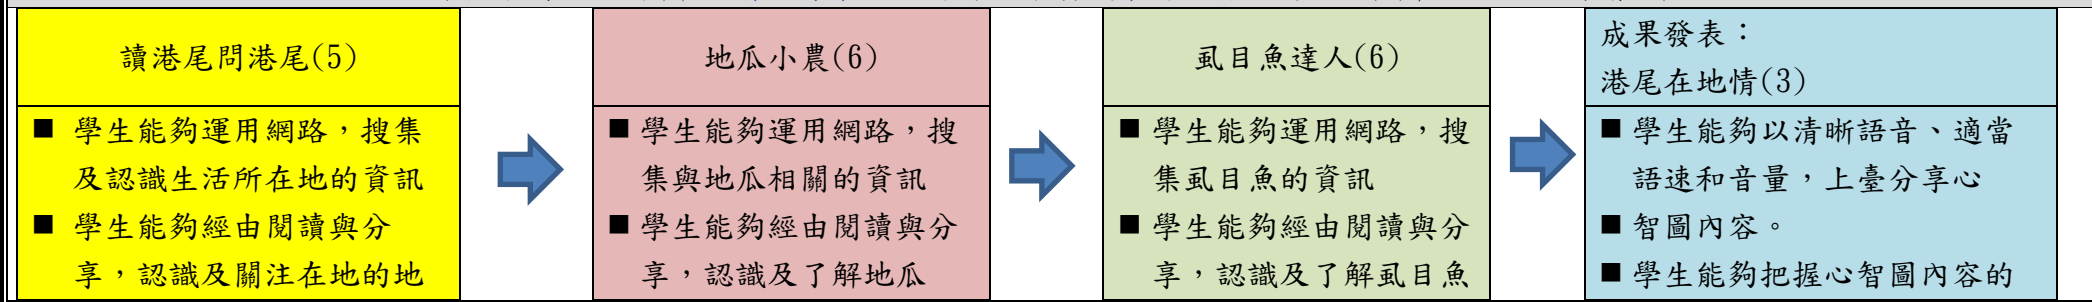 讀港尾問港尾(5)
■ 學生能夠運用網路，搜集
及認識生活所在地的資訊
■ 學生能夠經由閱讀與分
享，認識及關注在地的地
地瓜小農(6)
■ 學生能夠運用網路，搜
集與地瓜相關的資訊
■ 學生能夠經由閱讀與分
享，認識及了解地瓜
虱目魚達人(6)
■ 學生能夠運用網路，搜
集虱目魚的資訊
■ 學生能夠經由閱讀與分
享，認識及了解虱目魚
成果發表：
港尾在地情(3)
■ 學生能夠以清晰語音、適當
語速和音量，上臺分享心
■ 智圖內容。
■ 學生能夠把握心智圖內容的